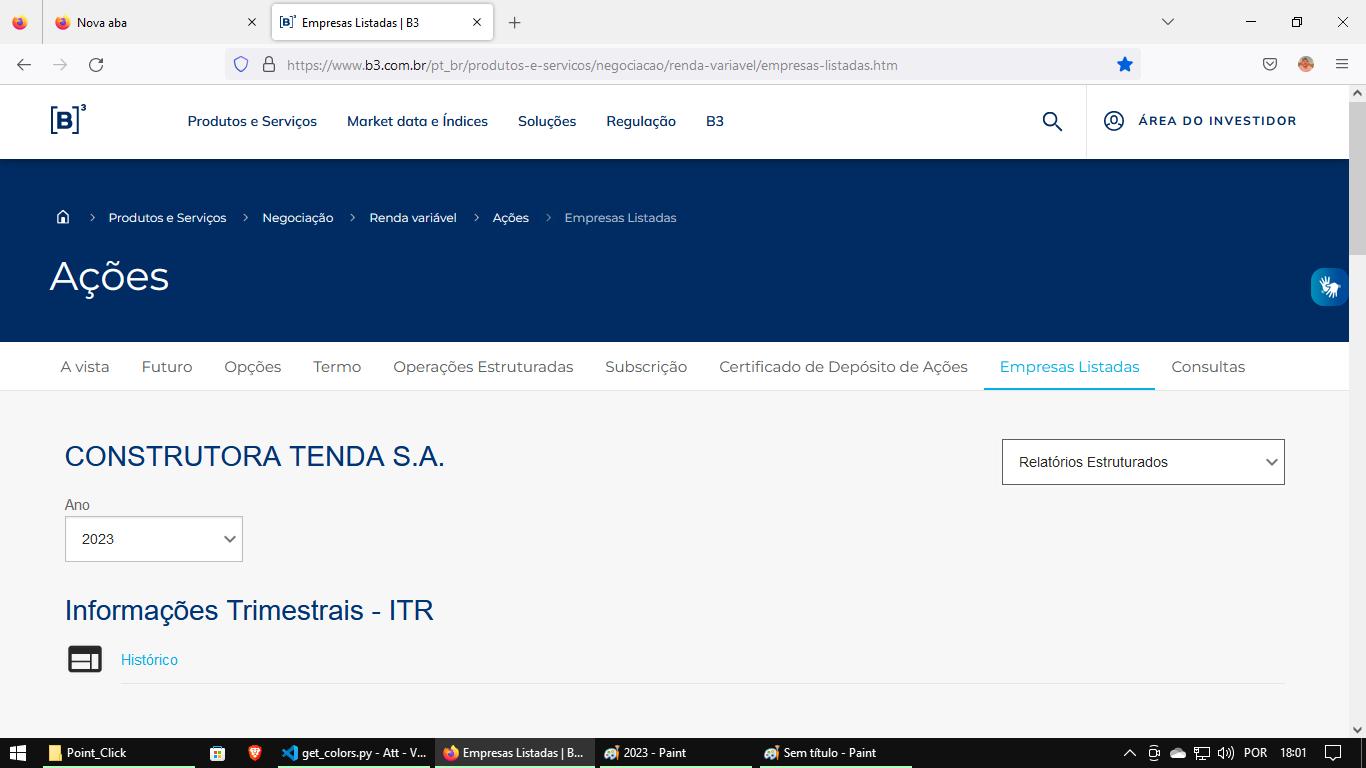 Nova aba
Empresas Listadas | B3
https://www.b3.com.br/pt_br/produtos-e-servicos/negociacao/renda-variavel/empresas-listadas.htm
[B]³
Produtos e Serviços
Market data e Índices
Soluções
Regulação
B3
ÁREA DO INVESTIDOR
Produtos e Serviços
Negociação
Renda variável
Ações
Empresas Listadas
Ações
A vista
Futuro
Opções
Termo
Operações Estruturadas
Subscrição
Certificado de Depósito de Ações
Empresas Listadas
Consultas
CONSTRUTORA TENDA S.A.
Relatórios Estruturados
Ano
2023
Informações Trimestrais - ITR
Histórico
Point_Click
get_colors.py - Att - V...
Empresas Listadas | B...
2023 - Paint
Sem título - Paint
POR
18:01